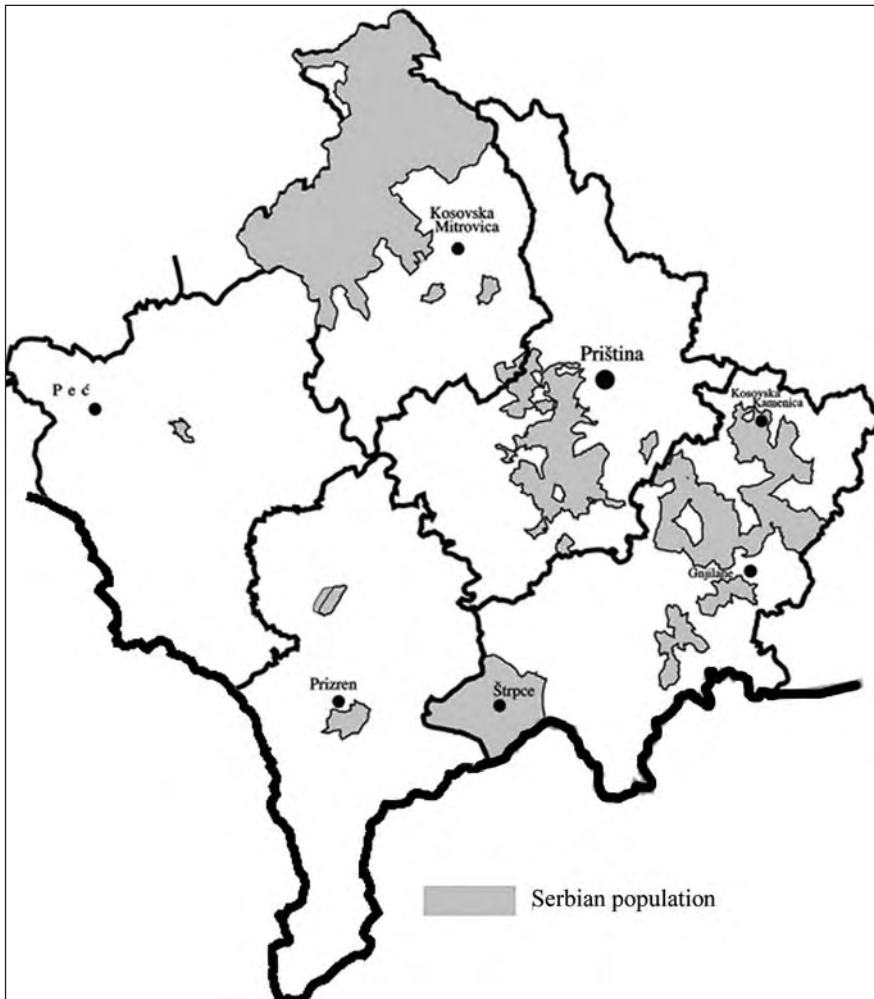 Kosovska
Mitrovica
Priština
Peć
Kosovska
Kamenica
Gnjilane
Prizren
Štrpce
Serbian population